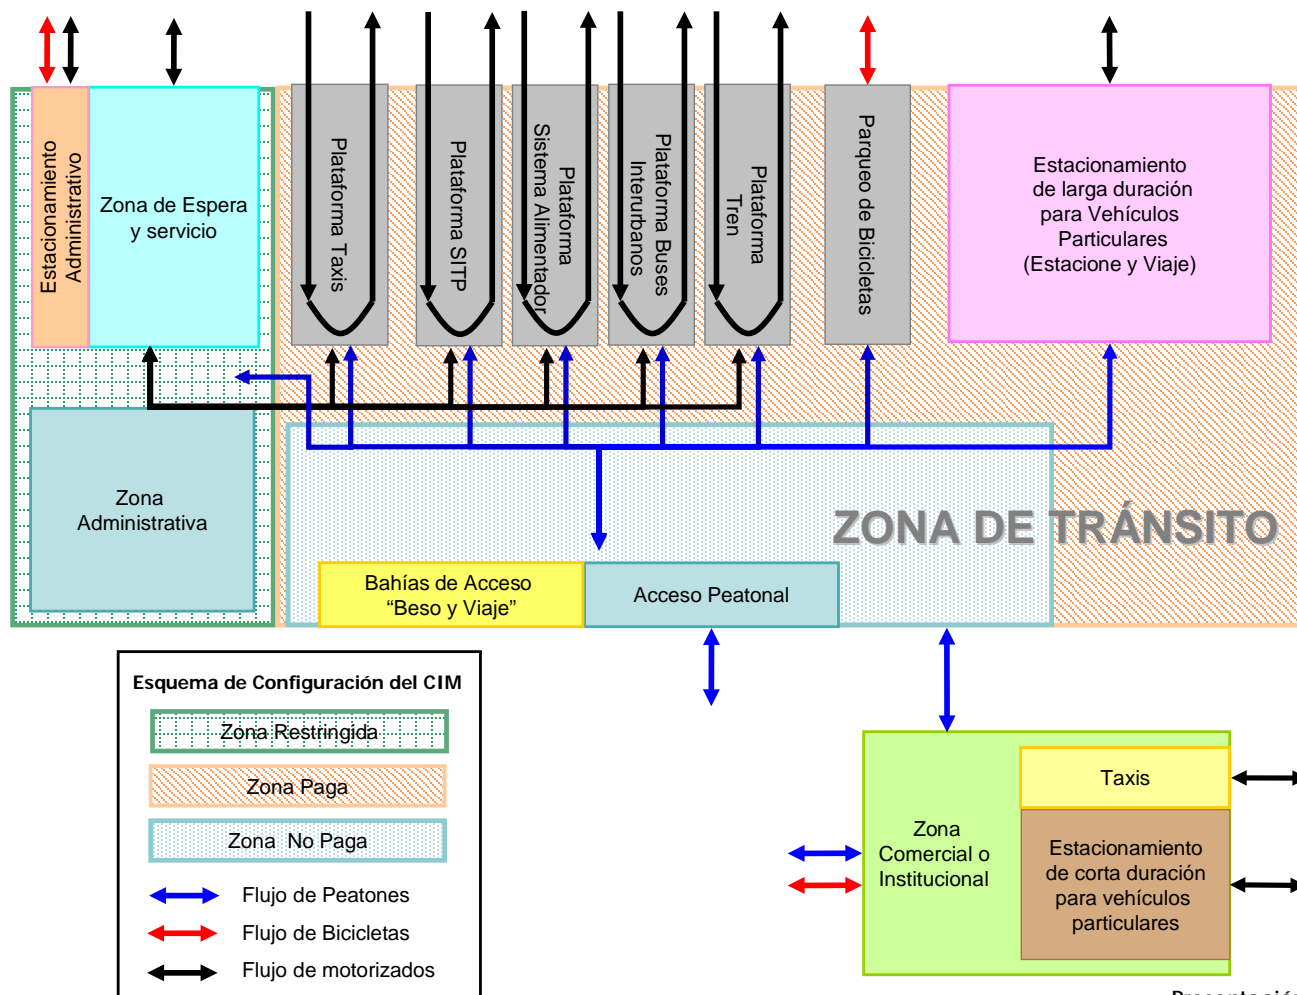 Estacionamiento
Administrativo
Zona de Espera
y servicio
Plataforma Taxis
Plataforma SITP
Plataforma
Sistema Alimentador
Plataforma Buses
Interurbanos
Plataforma
Tren
Parqueo de Bicicletas
Estacionamiento
de larga duración
para Vehículos
Particulares
(Estacione y Viaje)
Zona
Administrativa
ZONA DE TRÁNSITO
Bahías de Acceso
“Beso y Viaje”
Acceso Peatonal
Esquema de Configuración del CIM
Zona Restringida
Zona Paga
Zona No Paga
Flujo de Peatones
Flujo de Bicicletas
Flujo de motorizados
Zona
Comercial o
Institucional
Taxis
Estacionamiento
de corta duración
para vehículos
particulares
Presentación